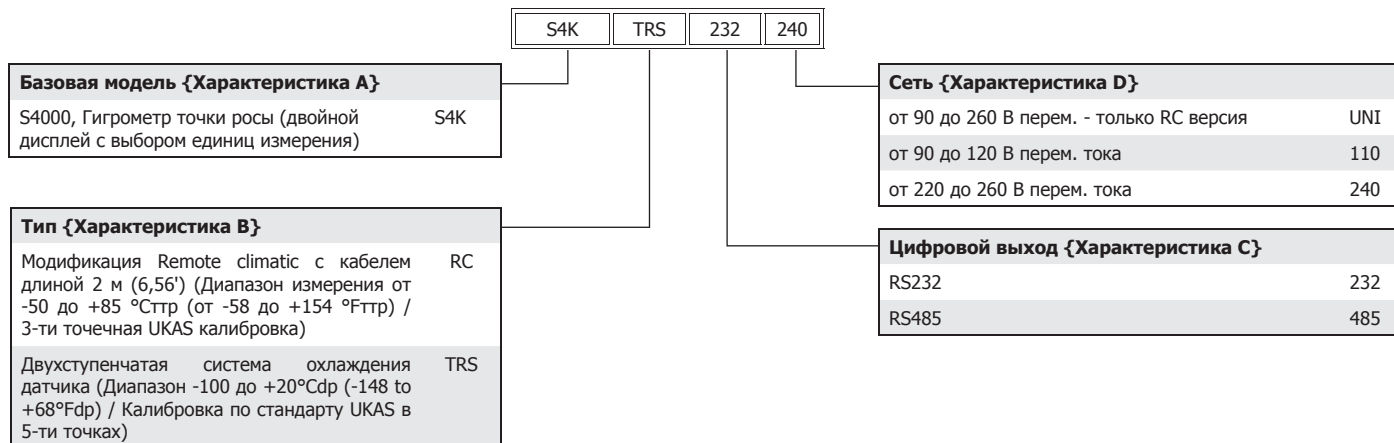 S4K TRS 232 240
Базовая модель {Характеристика A}
S4000, Гигрометр точки росы (двойной S4K
дисплей с выбором единиц измерения)
Тип {Характеристика B}
Модификация Remote climatic с кабелем RC
длиной 2 м (6,56') (Диапазон измерения от
-50 до +85 °Cттр (от -58 до +154 °Fттр) /
3-ти точечная UKAS калибровка)
Двухступенчатая система охлаждения TRS
датчика (Диапазон -100 до +20°Cdp (-148 to
+68°Fdp) / Калибровка по стандарту UKAS в
5-ти точках)
Сеть {Характеристика D}
от 90 до 260 В перем. - только RC версия UNI
от 90 до 120 В перем. тока 110
от 220 до 260 В перем. тока 240
Цифровой выход {Характеристика C}
RS232 232
RS485 485